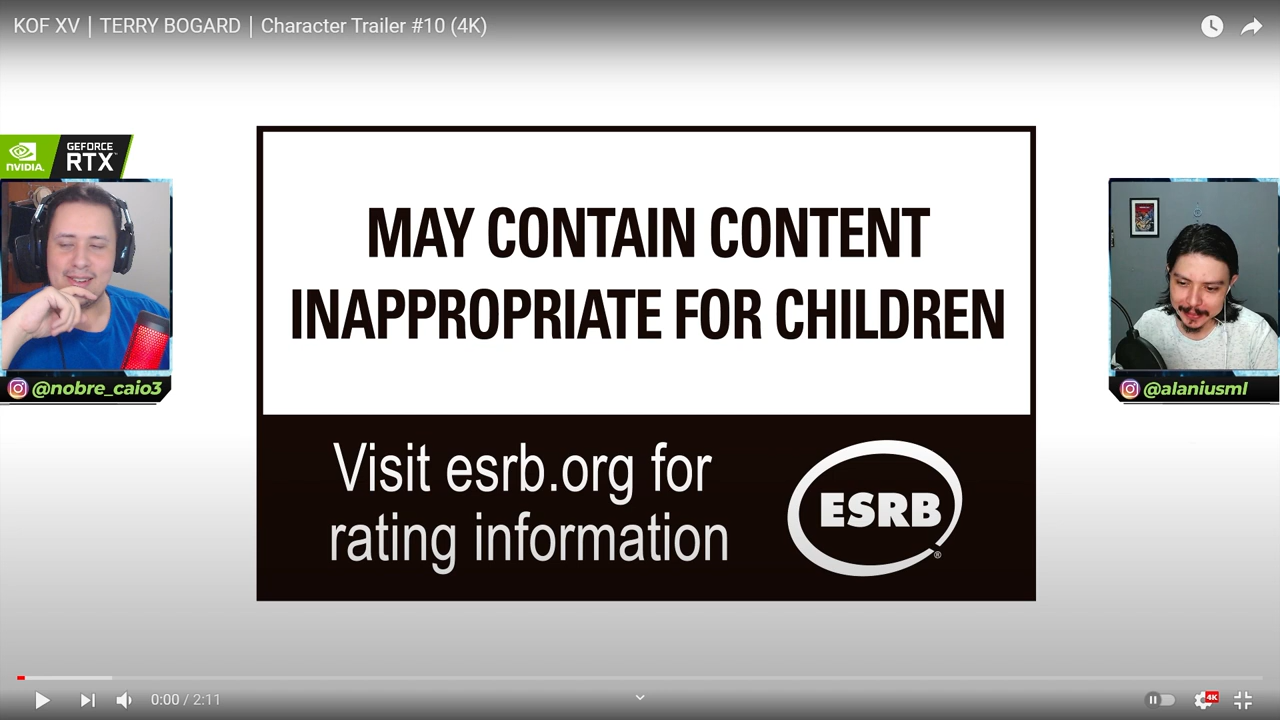 KOF XV│TERRY BOGARD│Character Trailer #10 (4K)
NVIDIA.
GEFORCE
RTX™
MAY CONTAIN CONTENT
INAPPROPRIATE FOR CHILDREN
@nobre_caio3
@alaniusml
Visit esrb.org for
rating information
ESRB®
0:00 / 2:11
4K